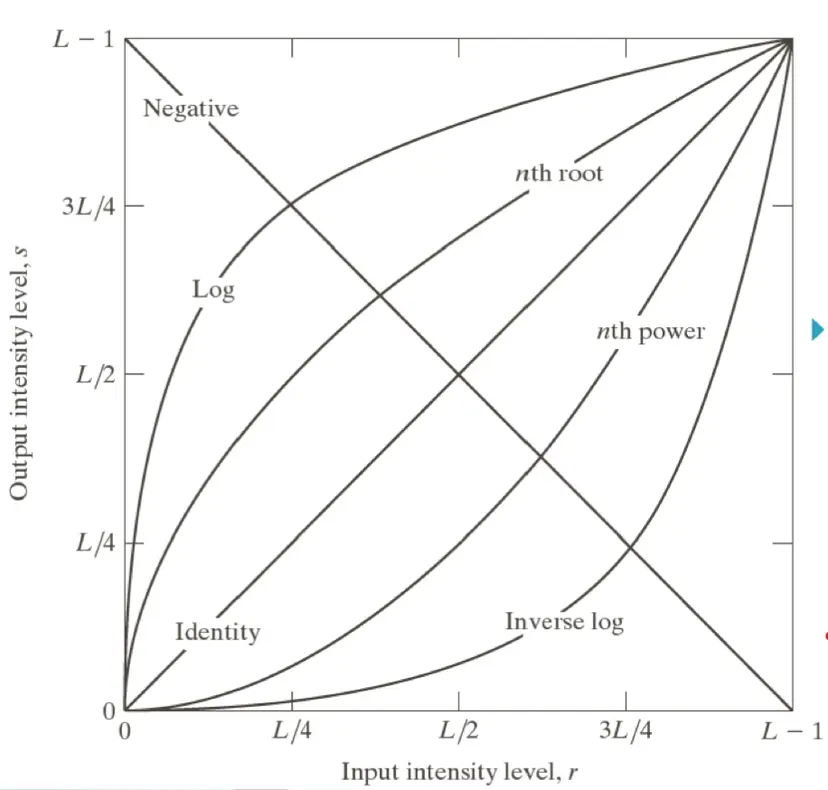 L − 1
Negative
nth root
3L/4
Log
nth power
L/2
Output intensity level, s
L/4
Inverse log
Identity
0
0
L/4
L/2
3L/4
L − 1
Input intensity level, r